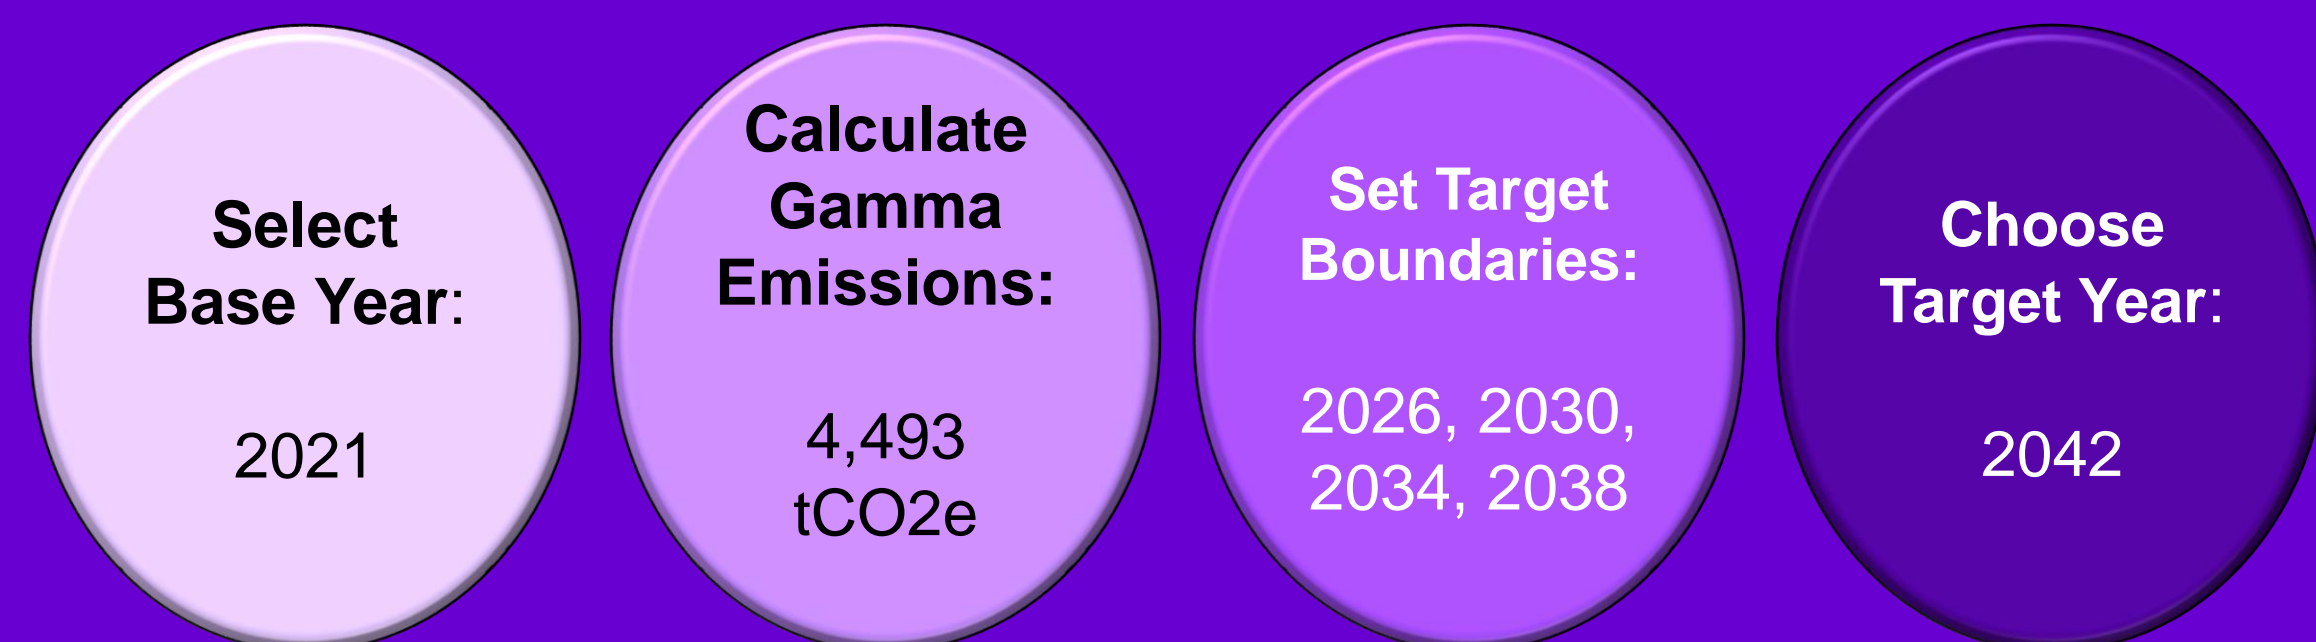 Select
Base Year:
2021
Calculate
Gamma
Emissions:
4,493
tCO2e
Set Target
Boundaries:
2026, 2030,
2034, 2038
Choose
Target Year:
2042